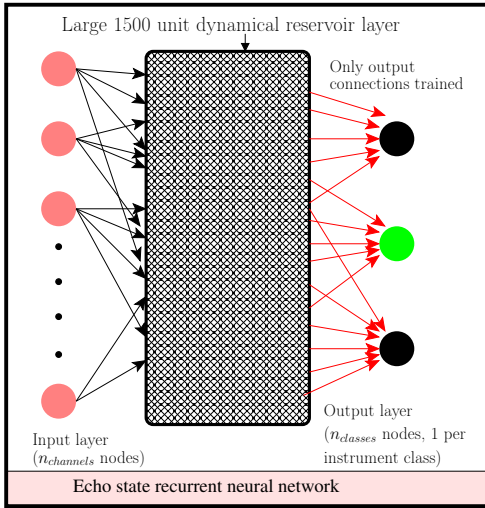 Large 1500 unit dynamical reservoir layer
Only output
connections trained
Input layer
(n_channels nodes)
Output layer
(n_classes nodes, 1 per
instrument class)
Echo state recurrent neural network